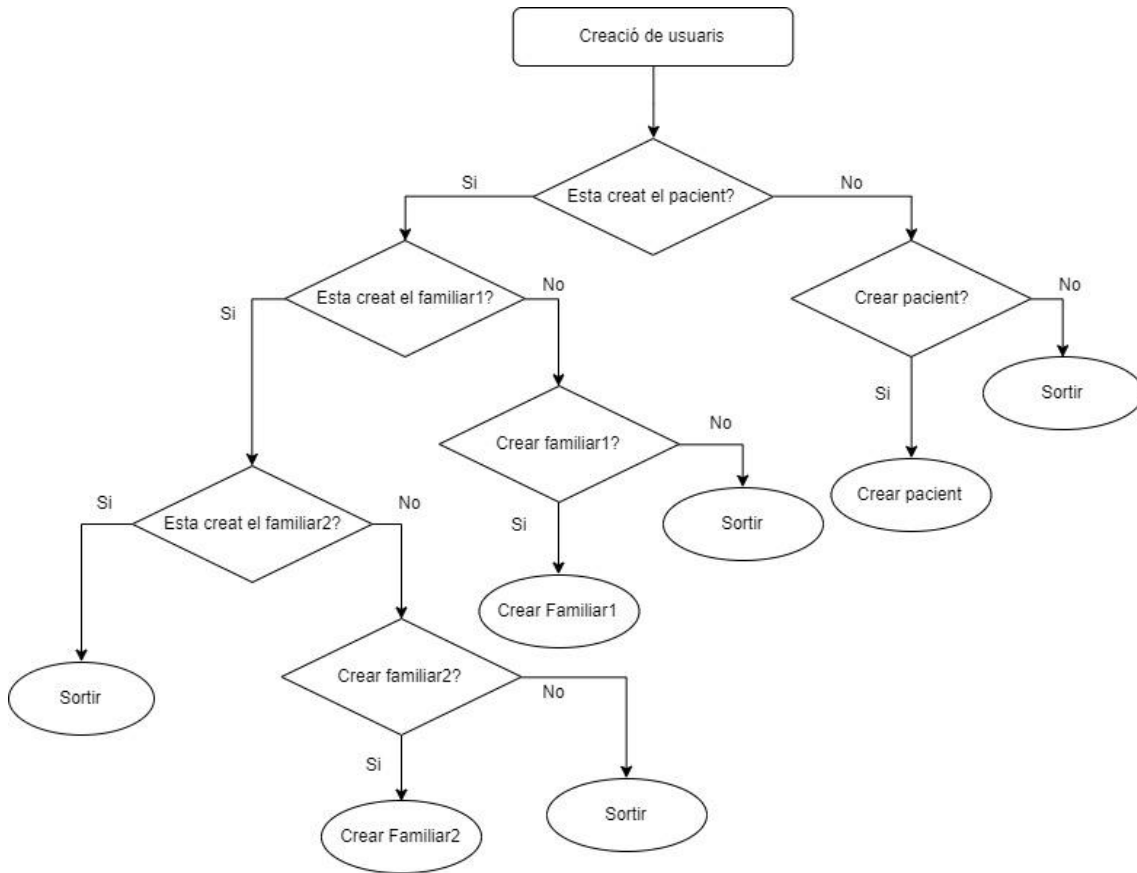 Creació de usuaris
Esta creat el pacient?
Si
No
Esta creat el familiar1?
Crear pacient?
Si
No
No
Sortir
Si
Crear familiar1?
No
Crear pacient
Esta creat el familiar2?
Si
No
Si
Sortir
Crear Familiar1
Crear familiar2?
No
Sortir
Si
Sortir
Crear Familiar2